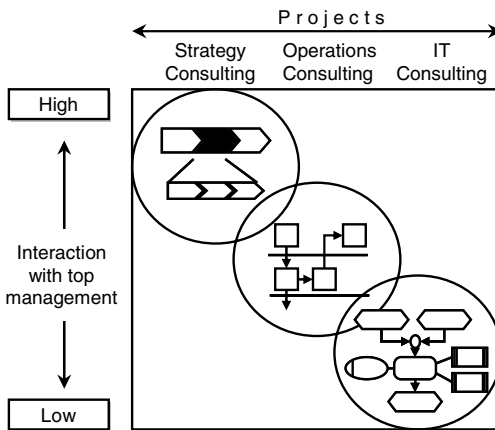 Projects
Strategy Consulting
Operations Consulting
IT Consulting
High
Interaction
with top
management
Low